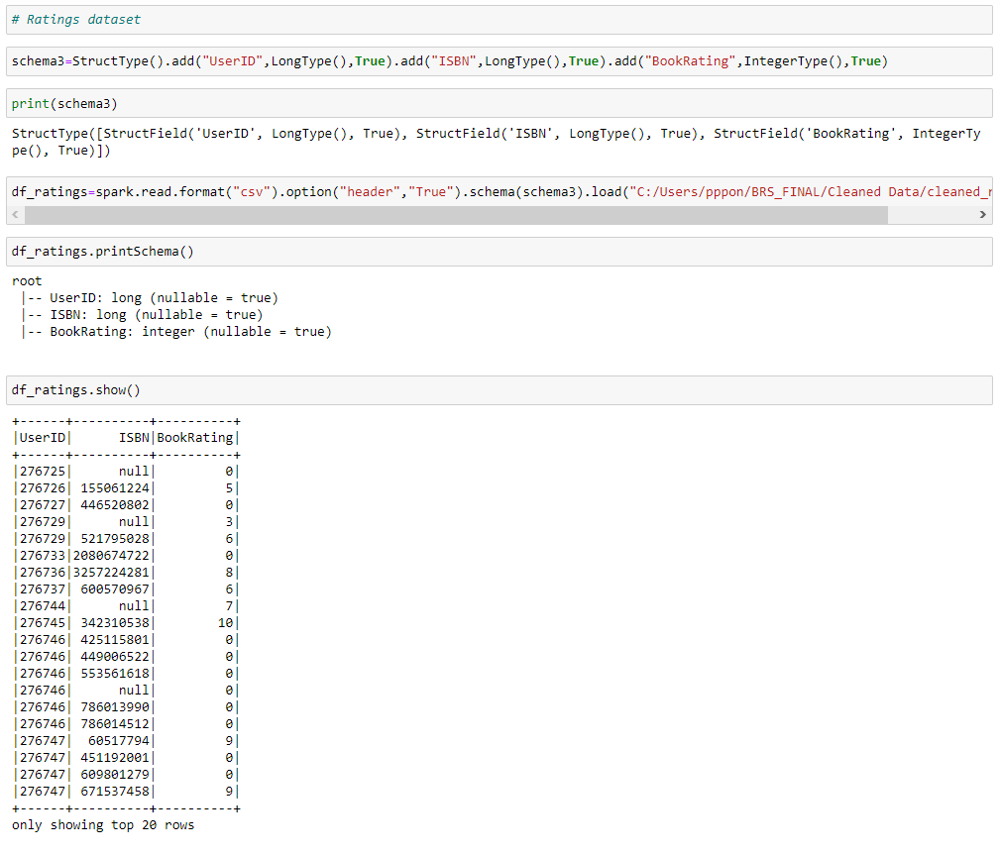 # Ratings dataset
schema3=StructType().add("UserID",LongType(),True).add("ISBN",LongType(),True).add("BookRating",IntegerType(),True)
print(schema3)
StructType([StructField('UserID', LongType(), True), StructField('ISBN', LongType(), True), StructField('BookRating', IntegerTy
pe(), True)])
df_ratings=spark.read.format("csv").option("header","True").schema(schema3).load("C:/Users/pppon/BRS_FINAL/Cleaned Data/cleaned_r
df_ratings.printSchema()
root
 |-- UserID: long (nullable = true)
 |-- ISBN: long (nullable = true)
 |-- BookRating: integer (nullable = true)
df_ratings.show()
+------+----------+----------+
|UserID|      ISBN|BookRating|
+------+----------+----------+
|276725|      null|         0|
|276726| 155061224|         5|
|276727| 446520802|         0|
|276729|      null|         3|
|276729| 521795028|         6|
|276733|2080674722|         0|
|276736|3257224281|         8|
|276737| 600570967|         6|
|276744|      null|         7|
|276745| 342310538|        10|
|276746| 425115801|         0|
|276746| 449006522|         0|
|276746| 553561618|         0|
|276746|      null|         0|
|276746| 786013990|         0|
|276746| 786014512|         0|
|276747|  60517794|         9|
|276747| 451192001|         0|
|276747| 609801279|         0|
|276747| 671537458|         9|
+------+----------+----------+
only showing top 20 rows